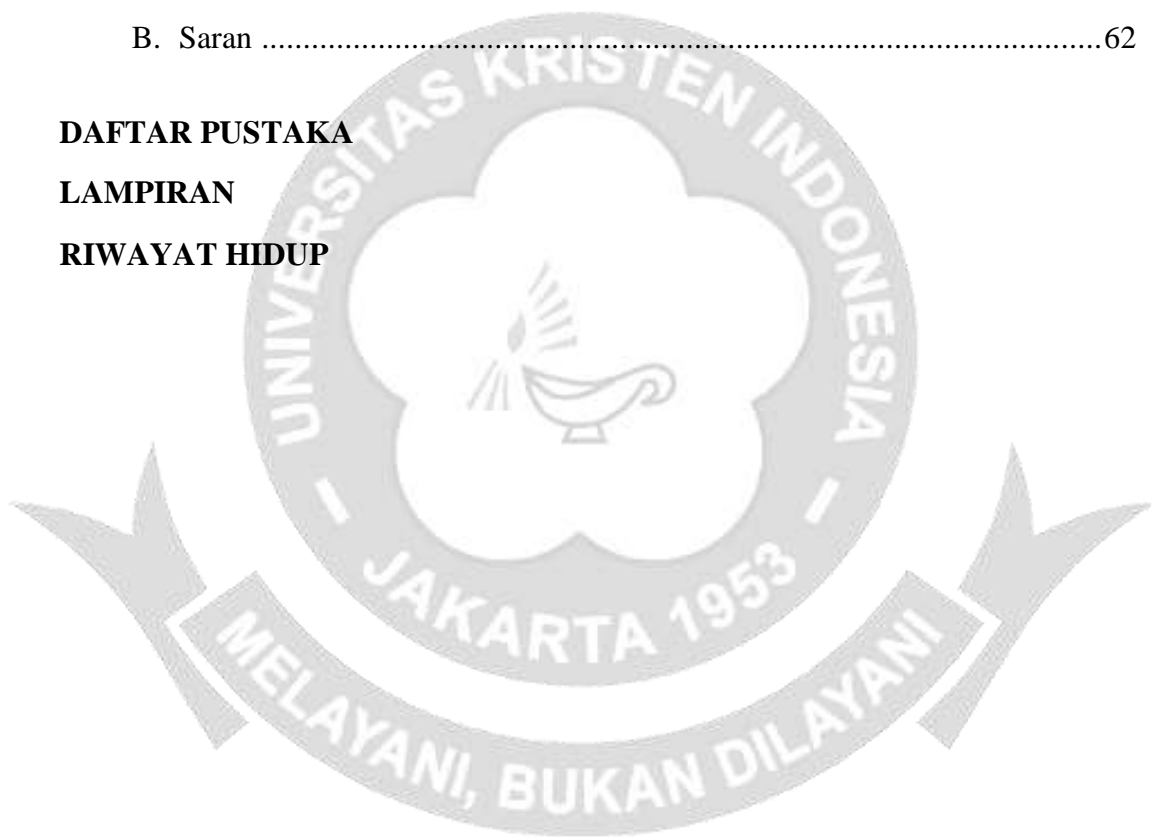 B. Saran ........................................................................................................62
DAFTAR PUSTAKA
LAMPIRAN
RIWAYAT HIDUP
UNIVERSITAS KRISTEN INDONESIA
- JAKARTA 1953 -
MELAYANI, BUKAN DILAYANI